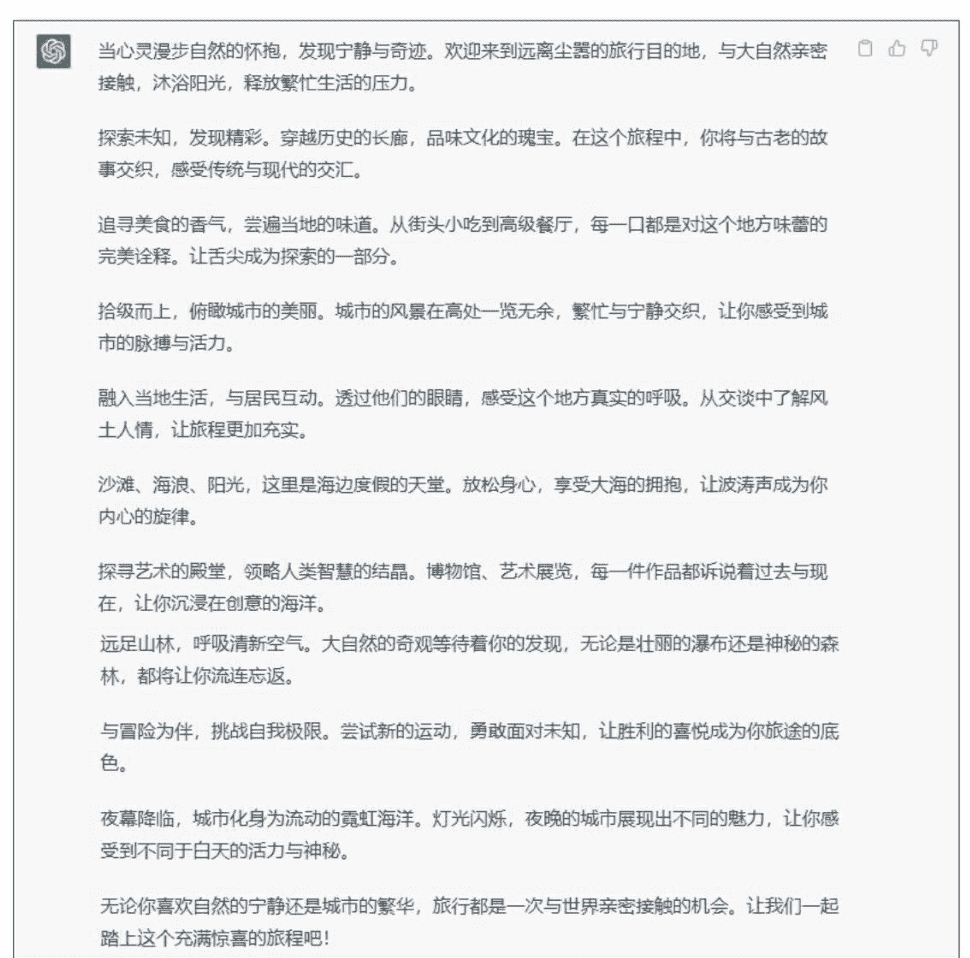 当心灵漫步自然的怀抱，发现宁静与奇迹。欢迎来到远离尘嚣的旅行目的地，与大自然亲密
接触，沐浴阳光，释放繁忙生活的压力。
探索未知，发现精彩。穿越历史的长廊，品味文化的瑰宝。在这个旅程中，你将与古老的故
事交织，感受传统与现代的交汇。
追寻美食的香气，尝遍当地的味道。从街头小吃到高级餐厅，每一口都是对这个地方味蕾的
完美诠释。让舌尖成为探索的一部分。
拾级而上，俯瞰城市的美丽。城市的风景在高处一览无余，繁忙与宁静交织，让你感受到城
市的脉搏与活力。
融入当地生活，与居民互动。透过他们的眼睛，感受这个地方真实的呼吸。从交谈中了解风
土人情，让旅程更加充实。
沙滩、海浪、阳光，这里是海边度假的天堂。放松身心，享受大海的拥抱，让波涛声成为你
内心的旋律。
探寻艺术的殿堂，领略人类智慧的结晶。博物馆、艺术展览，每一件作品都诉说着过去与现
在，让你沉浸在创意的海洋。
远足山林，呼吸清新空气。大自然的奇观等待着你的发现，无论是壮丽的瀑布还是神秘的森
林，都将让你流连忘返。
与冒险为伴，挑战自我极限。尝试新的运动，勇敢面对未知，让胜利的喜悦成为你旅途的底
色。
夜幕降临，城市化身为流动的霓虹海洋。灯光闪烁，夜晚的城市展现出不同的魅力，让你感
受到不同于白天的活力与神秘。
无论你喜欢自然的宁静还是城市的繁华，旅行都是一次与世界亲密接触的机会。让我们一起
踏上这个充满惊喜的旅程吧！